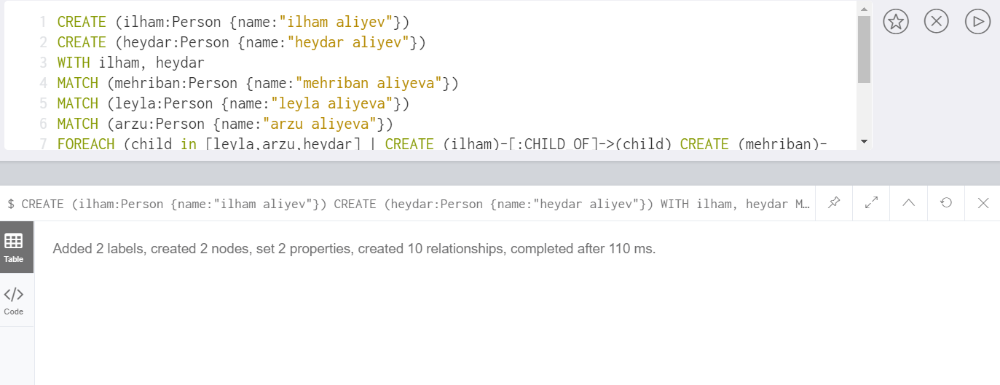 1 CREATE (ilham:Person {name:"ilham aliyev"})
2 CREATE (heydar:Person {name:"heydar aliyev"})
3 WITH ilham, heydar
4 MATCH (mehriban:Person {name:"mehriban aliyeva"})
5 MATCH (leyla:Person {name:"leyla aliyeva"})
6 MATCH (arzu:Person {name:"arzu aliyeva"})
7 FOREACH (child in [leyla,arzu,heydar] | CREATE (ilham)-[:CHILD_OF]->(child) CREATE (mehriban)-
$ CREATE (ilham:Person {name:"ilham aliyev"}) CREATE (heydar:Person {name:"heydar aliyev"}) WITH ilham, heydar M…
Table
Added 2 labels, created 2 nodes, set 2 properties, created 10 relationships, completed after 110 ms.
</> 
Code